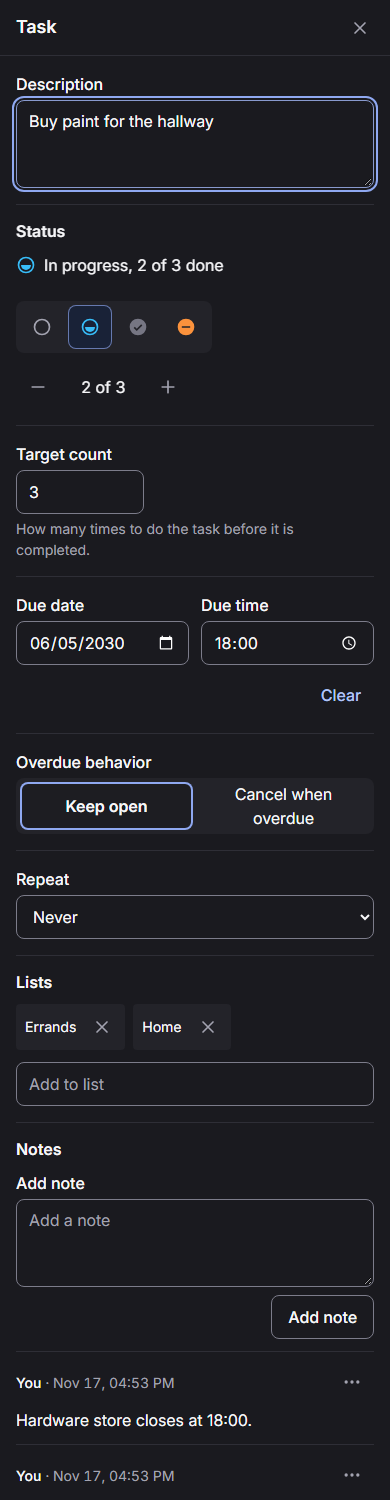 Task
Description
Buy paint for the hallway
Status
In progress, 2 of 3 done
2 of 3
Target count
3
How many times to do the task before it is
completed.
Due date
Due time
06/05/2030
18:00
Clear
Overdue behavior
Keep open
Cancel when
overdue
Repeat
Never
Lists
Errands
Home
Add to list
Notes
Add note
Add a note
Add note
You · Nov 17, 04:53 PM
Hardware store closes at 18:00.
You · Nov 17, 04:53 PM